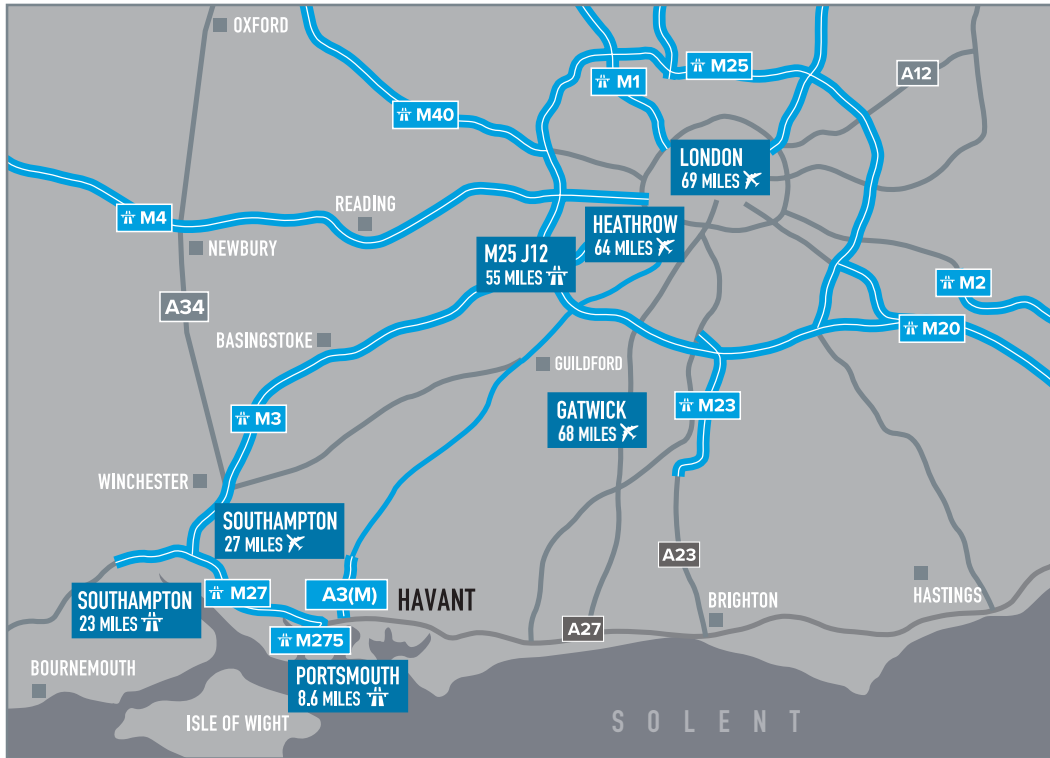 OXFORD
M25
M1
A12
M40
LONDON
69 MILES
READING
M4
HEATHROW
64 MILES
NEWBURY
M25 J12
55 MILES
M2
A34
M20
BASINGSTOKE
GUILDFORD
GATWICK
68 MILES
M23
M3
WINCHESTER
SOUTHAMPTON
27 MILES
A23
M27
A3(M)
HAVANT
SOUTHAMPTON
23 MILES
BRIGHTON
HASTINGS
A27
M275
BOURNEMOUTH
PORTSMOUTH
8.6 MILES
ISLE OF WIGHT
SOLENT